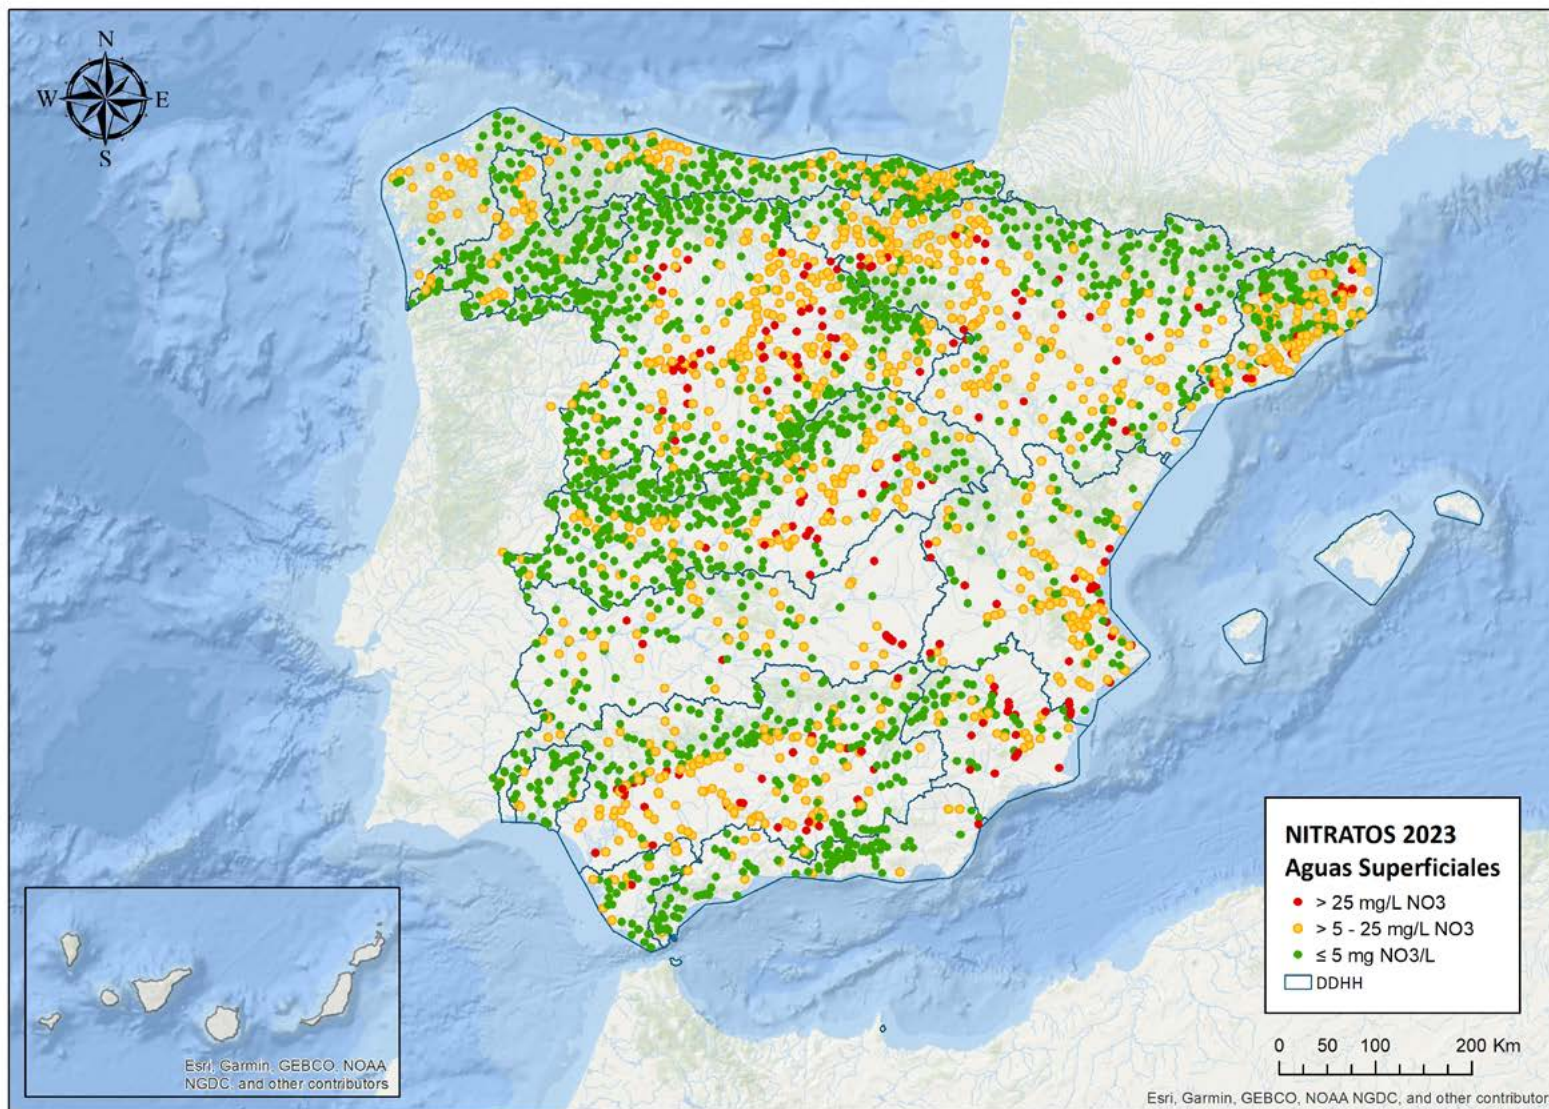 N
W
E
S
NITRATOS 2023
Aguas Superficiales
> 25 mg/L NO3
> 5 - 25 mg/L NO3
≤ 5 mg NO3/L
DDHH
0 50 100 200 Km
Esri, Garmin, GEBCO, NOAA
NGDC, and other contributors
Esri, Garmin, GEBCO, NOAA NGDC, and other contributor